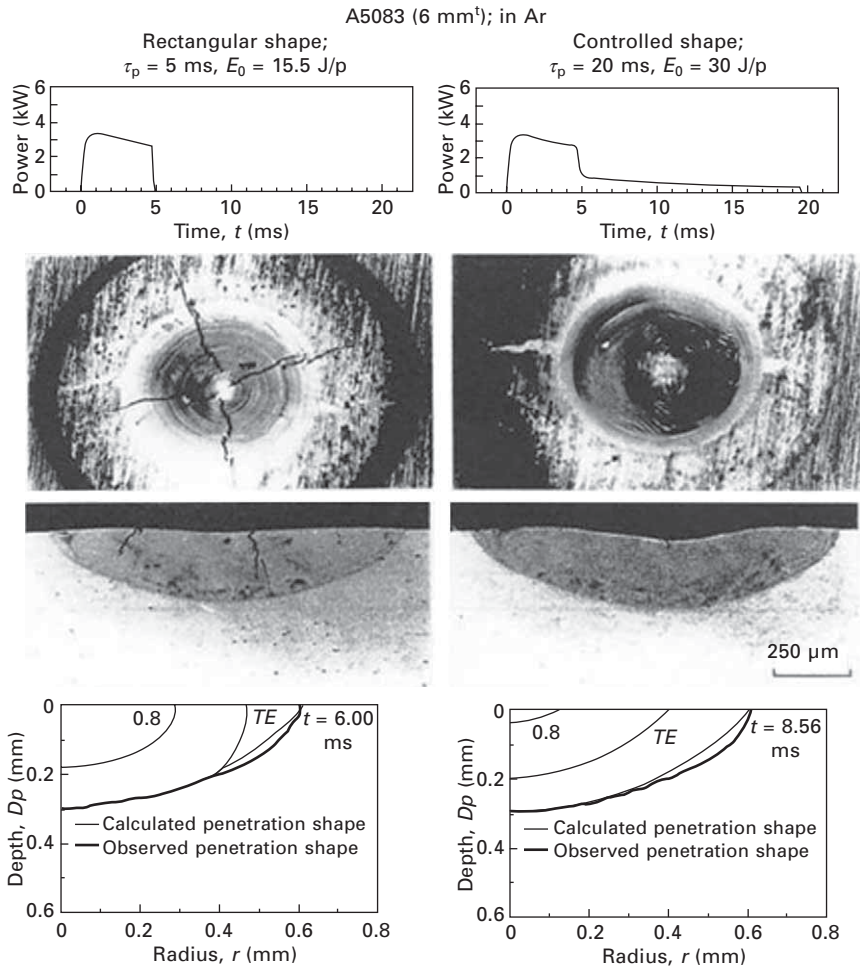 A5083 (6 mmᵗ); in Ar
Rectangular shape;
τp = 5 ms, E0 = 15.5 J/p
Controlled shape;
τp = 20 ms, E0 = 30 J/p
Power (kW)
6
4
2
0
0 5 10 15 20
Time, t (ms)
Power (kW)
6
4
2
0
0 5 10 15 20
Time, t (ms)
250 µm
Depth, Dp (mm)
0
0.2
0.4
0.6
0.8
TE
t = 6.00
ms
Calculated penetration shape
Observed penetration shape
0 0.2 0.4 0.6 0.8
Radius, r (mm)
Depth, Dp (mm)
0
0.2
0.4
0.6
0.8
TE
t = 8.56
ms
Calculated penetration shape
Observed penetration shape
0 0.2 0.4 0.6 0.8
Radius, r (mm)